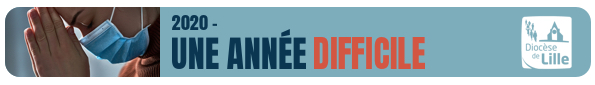 2020 -
UNE ANNÉE DIFFICILE
Diocèse
de Lille